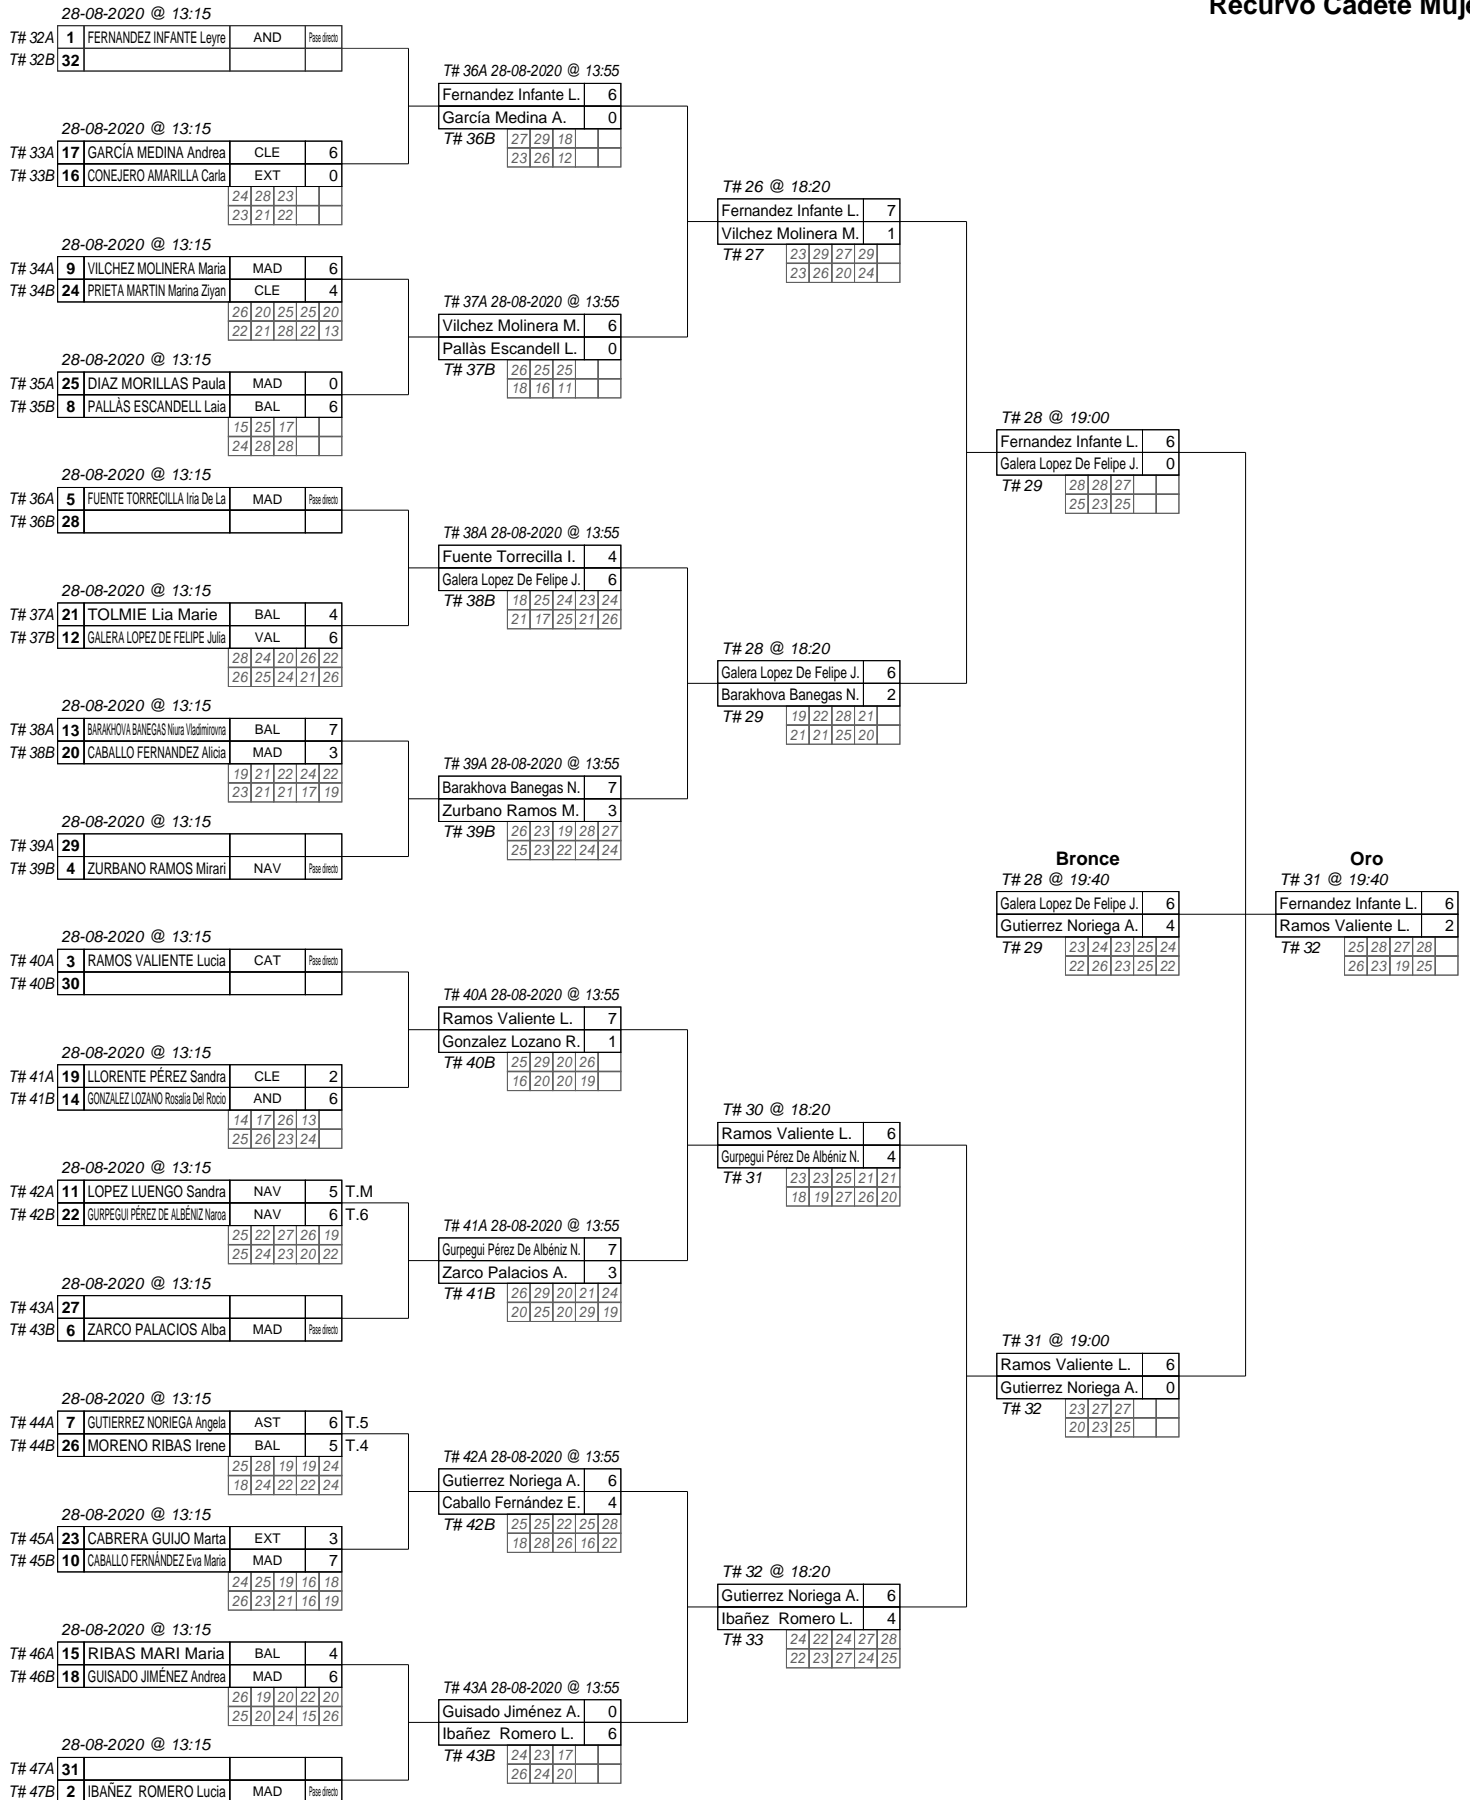 Recurvo Cadete Muje
28-08-2020 @ 13:15
T# 32A 1 FERNANDEZ INFANTE Leyre AND Pase directo
T# 32B 32
28-08-2020 @ 13:15
T# 33A 17 GARCÍA MEDINA Andrea CLE 6
T# 33B 16 CONEJERO AMARILLA Carla EXT 0
24 28 23
23 21 22
28-08-2020 @ 13:15
T# 34A 9 VILCHEZ MOLINERA Maria MAD 6
T# 34B 24 PRIETA MARTIN Marina Ziyan CLE 4
26 20 25 25 20
22 21 28 22 13
28-08-2020 @ 13:15
T# 35A 25 DIAZ MORILLAS Paula MAD 0
T# 35B 8 PALLÀS ESCANDELL Laia BAL 6
15 25 17
24 28 28
28-08-2020 @ 13:15
T# 36A 5 FUENTE TORRECILLA Iria De La MAD Pase directo
T# 36B 28
28-08-2020 @ 13:15
T# 37A 21 TOLMIE Lia Marie BAL 4
T# 37B 12 GALERA LOPEZ DE FELIPE Julia VAL 6
28 24 20 26 22
26 25 24 21 26
28-08-2020 @ 13:15
T# 38A 13 BARAKHOVA BANEGAS Niura Vladimirovna BAL 7
T# 38B 20 CABALLO FERNANDEZ Alicia MAD 3
19 21 22 24 22
23 21 21 17 19
28-08-2020 @ 13:15
T# 39A 29
T# 39B 4 ZURBANO RAMOS Mirari NAV Pase directo
28-08-2020 @ 13:15
T# 40A 3 RAMOS VALIENTE Lucia CAT Pase directo
T# 40B 30
28-08-2020 @ 13:15
T# 41A 19 LLORENTE PÉREZ Sandra CLE 2
T# 41B 14 GONZALEZ LOZANO Rosalia Del Rocio AND 6
14 17 26 13
25 26 23 24
28-08-2020 @ 13:15
T# 42A 11 LOPEZ LUENGO Sandra NAV 5 T.M
T# 42B 22 GURPEGUI PÉREZ DE ALBÉNIZ Naroa NAV 6 T.6
25 22 27 26 19
25 24 23 20 22
28-08-2020 @ 13:15
T# 43A 27
T# 43B 6 ZARCO PALACIOS Alba MAD Pase directo
28-08-2020 @ 13:15
T# 44A 7 GUTIERREZ NORIEGA Angela AST 6 T.5
T# 44B 26 MORENO RIBAS Irene BAL 5 T.4
25 28 19 19 24
18 24 22 22 24
28-08-2020 @ 13:15
T# 45A 23 CABRERA GUIJO Marta EXT 3
T# 45B 10 CABALLO FERNÁNDEZ Eva Maria MAD 7
24 25 19 16 18
26 23 21 16 19
28-08-2020 @ 13:15
T# 46A 15 RIBAS MARI Maria BAL 4
T# 46B 18 GUISADO JIMÉNEZ Andrea MAD 6
26 19 20 22 20
25 20 24 15 26
28-08-2020 @ 13:15
T# 47A 31
T# 47B 2 IBAÑEZ ROMERO Lucia MAD Pase directo
T# 36A 28-08-2020 @ 13:55
Fernandez Infante L. 6
García Medina A. 0
T# 36B 27 29 18
23 26 12
T# 37A 28-08-2020 @ 13:55
Vilchez Molinera M. 6
Pallàs Escandell L. 0
T# 37B 26 25 25
18 16 11
T# 38A 28-08-2020 @ 13:55
Fuente Torrecilla I. 4
Galera Lopez De Felipe J. 6
T# 38B 18 25 24 23 24
21 17 25 21 26
T# 39A 28-08-2020 @ 13:55
Barakhova Banegas N. 7
Zurbano Ramos M. 3
T# 39B 26 23 19 28 27
25 23 22 24 24
T# 40A 28-08-2020 @ 13:55
Ramos Valiente L. 7
Gonzalez Lozano R. 1
T# 40B 25 29 20 26
16 20 20 19
T# 41A 28-08-2020 @ 13:55
Gurpegui Pérez De Albéniz N. 7
Zarco Palacios A. 3
T# 41B 26 29 20 21 24
20 25 20 29 19
T# 42A 28-08-2020 @ 13:55
Gutierrez Noriega A. 6
Caballo Fernández E. 4
T# 42B 25 25 22 25 28
18 28 26 16 22
T# 43A 28-08-2020 @ 13:55
Guisado Jiménez A. 0
Ibañez Romero L. 6
T# 43B 24 23 17
26 24 20
T# 26 @ 18:20
Fernandez Infante L. 7
Vilchez Molinera M. 1
T# 27 23 29 27 29
23 26 20 24
T# 28 @ 18:20
Galera Lopez De Felipe J. 6
Barakhova Banegas N. 2
T# 29 19 22 28 21
21 21 25 20
T# 30 @ 18:20
Ramos Valiente L. 6
Gurpegui Pérez De Albéniz N. 4
T# 31 23 23 25 21 21
18 19 27 26 20
T# 32 @ 18:20
Gutierrez Noriega A. 6
Ibañez Romero L. 4
T# 33 24 22 24 27 28
22 23 27 24 25
T# 28 @ 19:00
Fernandez Infante L. 6
Galera Lopez De Felipe J. 0
T# 29 28 28 27
25 23 25
Bronce
T# 28 @ 19:40
Galera Lopez De Felipe J. 6
Gutierrez Noriega A. 4
T# 29 23 24 23 25 24
22 26 23 25 22
T# 31 @ 19:00
Ramos Valiente L. 6
Gutierrez Noriega A. 0
T# 32 23 27 27
20 23 25
Oro
T# 31 @ 19:40
Fernandez Infante L. 6
Ramos Valiente L. 2
T# 32 25 28 27 28
26 23 19 25